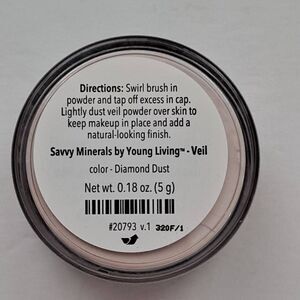 Directions: Swirl brush in
powder and tap off excess in cap.
Lightly dust veil powder over skin to
keep makeup in place and add a
natural-looking finish.
Savvy Minerals by Young Living™ - Veil
color - Diamond Dust
Net wt. 0.18 oz. (5 g)
#20793 v.1 320F/1